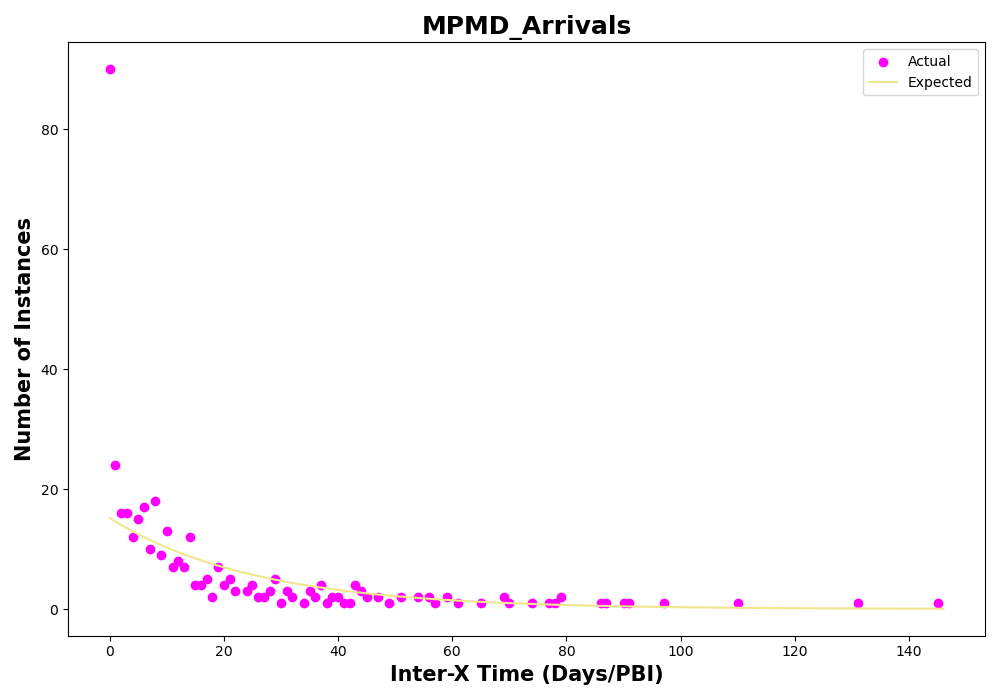 MPMD_Arrivals
Actual
Expected
Number of Instances
80
60
40
20
0
0 20 40 60 80 100 120 140
Inter-X Time (Days/PBI)